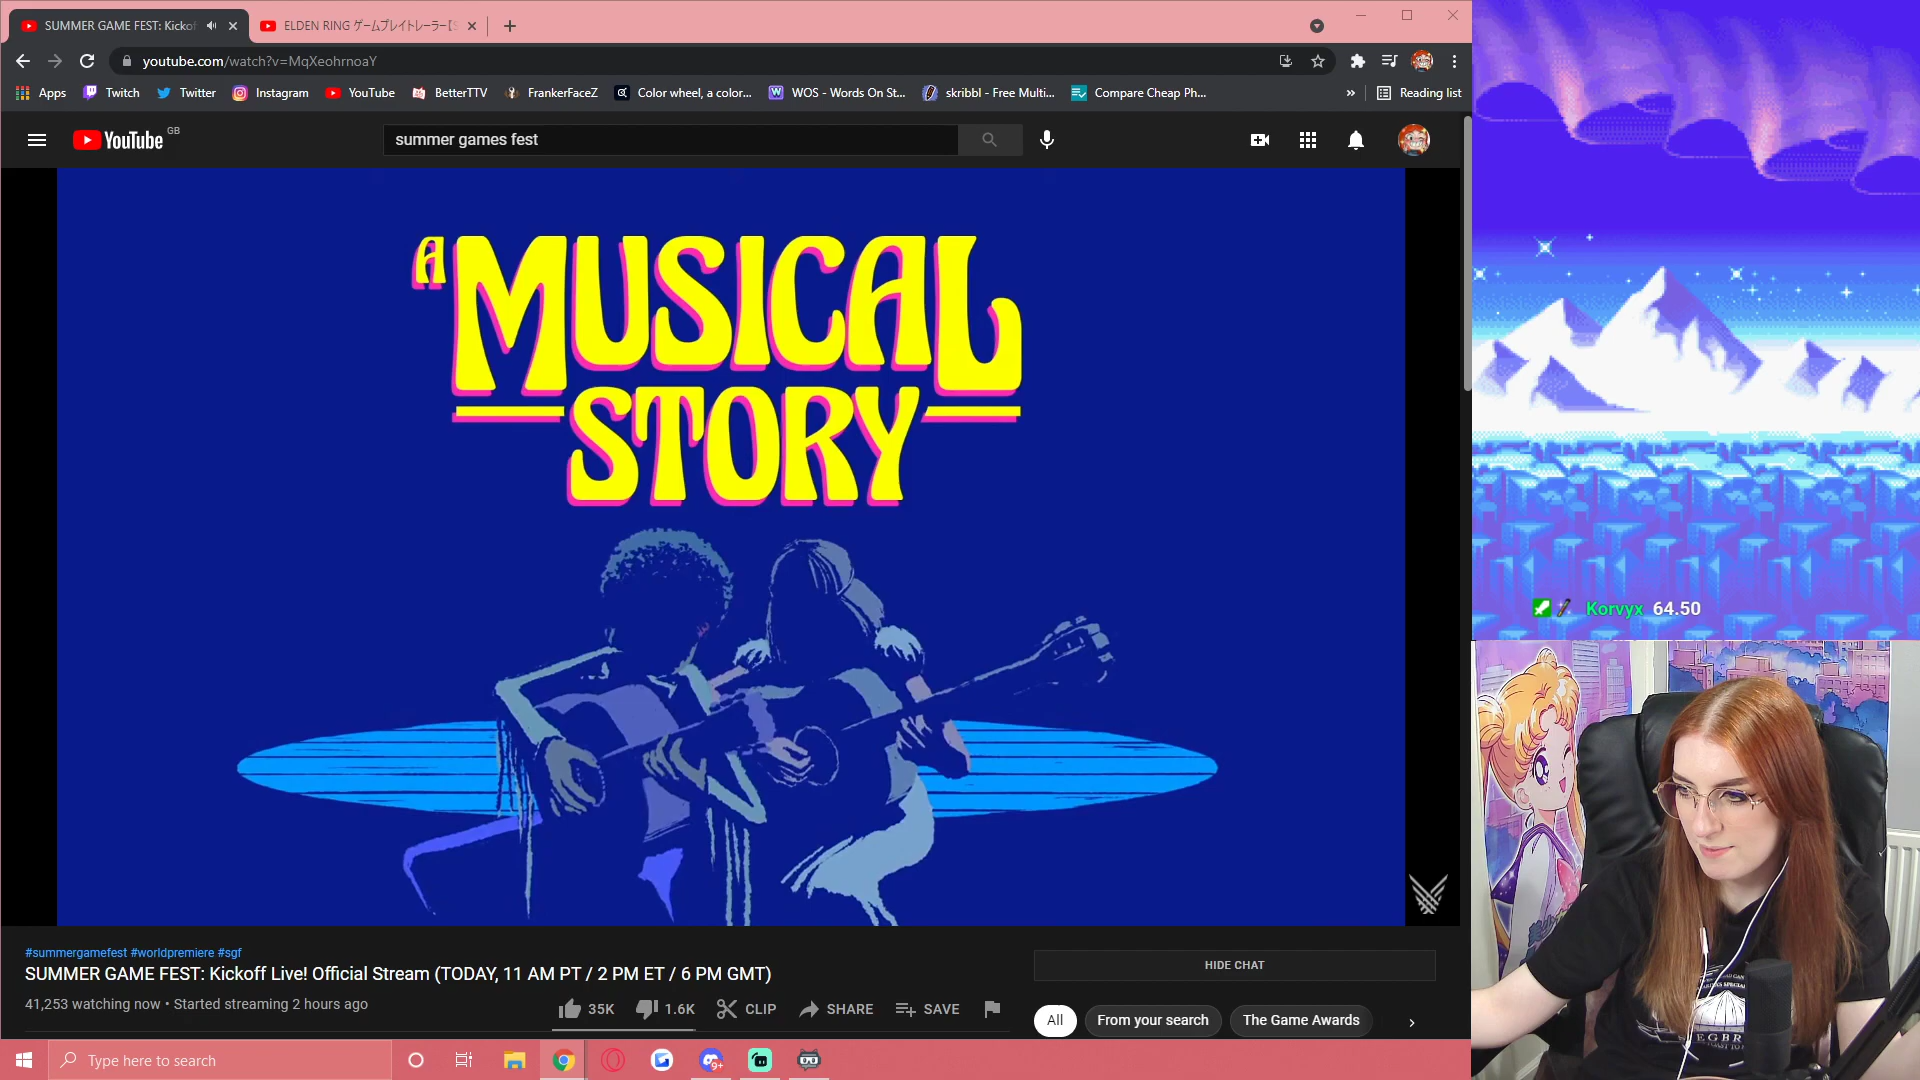 SUMMER GAME FEST: Kicko
ELDEN RING ゲームプレイトレーラー【S
youtube.com/watch?v=MqXeohrnoaY
Apps
Twitch
Twitter
Instagram
YouTube
BetterTTV
FrankerFaceZ
Color wheel, a color...
WOS - Words On St...
skribbl - Free Multi...
Compare Cheap Ph...
»
Reading list
YouTube GB
summer games fest
A MUSICAL
STORY
Korvyx 64.50
#summergamefest #worldpremiere #sgf
SUMMER GAME FEST: Kickoff Live! Official Stream (TODAY, 11 AM PT / 2 PM ET / 6 PM GMT)
41,253 watching now • Started streaming 2 hours ago
35K
1.6K
CLIP
SHARE
SAVE
HIDE CHAT
All
From your search
The Game Awards
Type here to search
9+